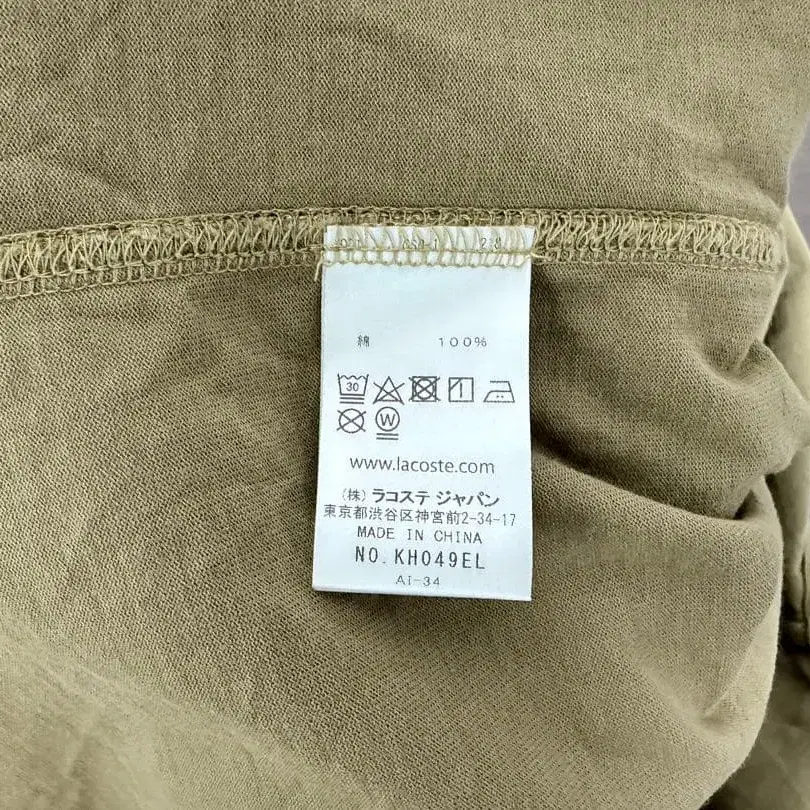 綿 100%
30
W
www.lacoste.com
(株) ラコステ ジャパン
東京都渋谷区神宮前2-34-17
MADE IN CHINA
NO. KH049EL
AI-34